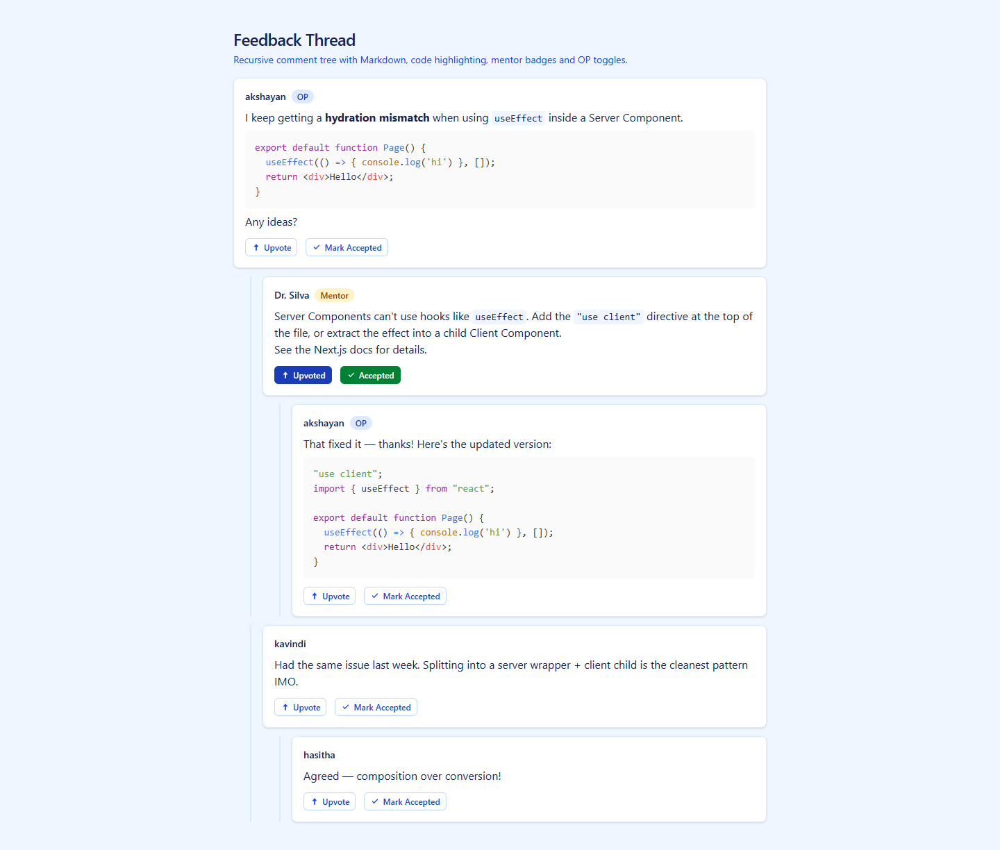 Feedback Thread
Recursive comment tree with Markdown, code highlighting, mentor badges and OP toggles.
akshayan OP
I keep getting a hydration mismatch when using useEffect inside a Server Component.
export default function Page() {
  useEffect(() => { console.log('hi') }, []);
  return <div>Hello</div>;
}
Any ideas?
↑ Upvote ✓ Mark Accepted
Dr. Silva Mentor
Server Components can't use hooks like useEffect. Add the "use client" directive at the top of
the file, or extract the effect into a child Client Component.
See the Next.js docs for details.
↑ Upvoted ✓ Accepted
akshayan OP
That fixed it — thanks! Here's the updated version:
"use client";
import { useEffect } from "react";
export default function Page() {
  useEffect(() => { console.log('hi') }, []);
  return <div>Hello</div>;
}
↑ Upvote ✓ Mark Accepted
kavindi
Had the same issue last week. Splitting into a server wrapper + client child is the cleanest pattern
IMO.
↑ Upvote ✓ Mark Accepted
hasitha
Agreed — composition over conversion!
↑ Upvote ✓ Mark Accepted